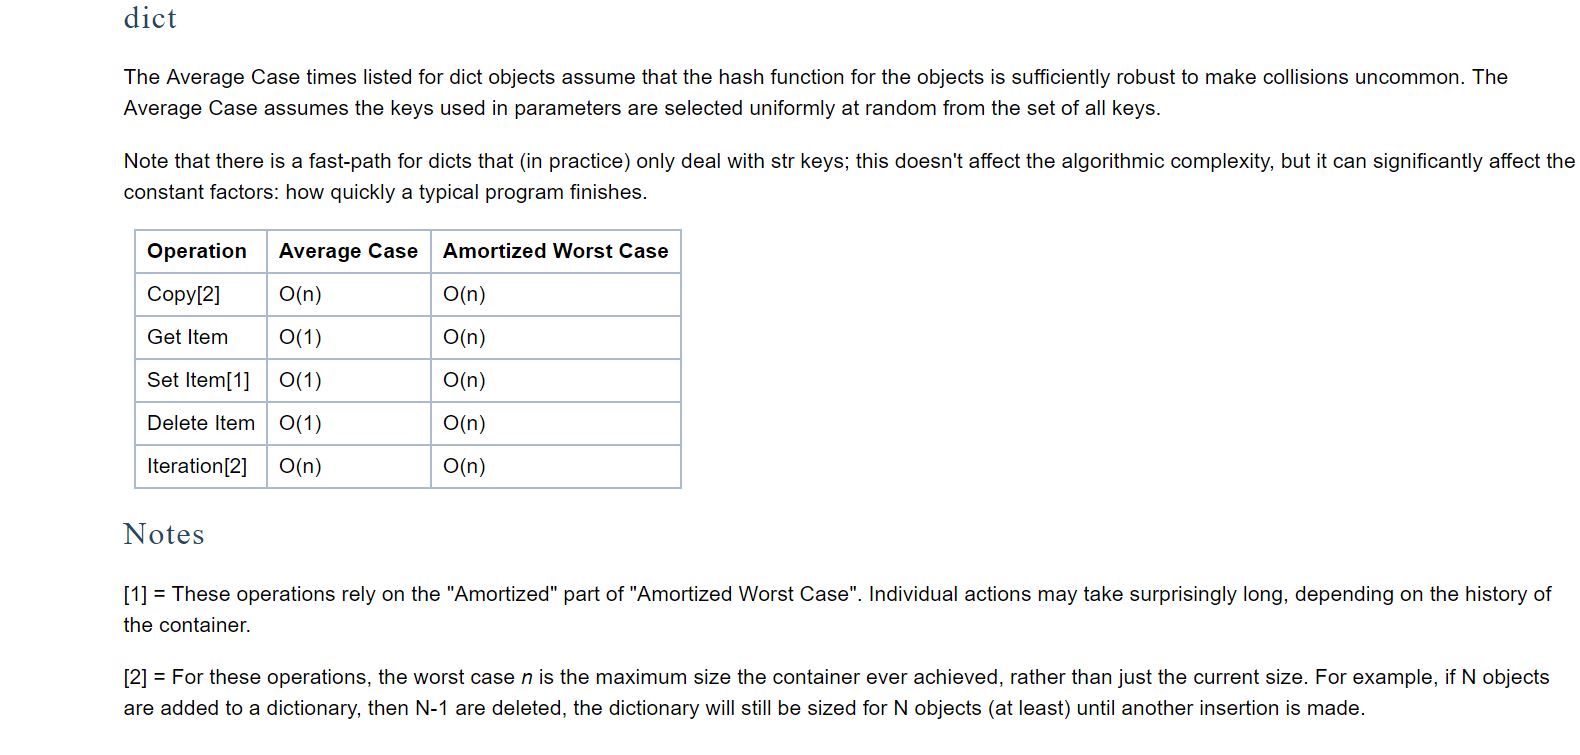 dict
The Average Case times listed for dict objects assume that the hash function for the objects is sufficiently robust to make collisions uncommon. The
Average Case assumes the keys used in parameters are selected uniformly at random from the set of all keys.
Note that there is a fast-path for dicts that (in practice) only deal with str keys; this doesn't affect the algorithmic complexity, but it can significantly affect the
constant factors: how quickly a typical program finishes.
Operation Average Case Amortized Worst Case
Copy[2] O(n) O(n)
Get Item O(1) O(n)
Set Item[1] O(1) O(n)
Delete Item O(1) O(n)
Iteration[2] O(n) O(n)
Notes
[1] = These operations rely on the "Amortized" part of "Amortized Worst Case". Individual actions may take surprisingly long, depending on the history of
the container.
[2] = For these operations, the worst case n is the maximum size the container ever achieved, rather than just the current size. For example, if N objects
are added to a dictionary, then N-1 are deleted, the dictionary will still be sized for N objects (at least) until another insertion is made.